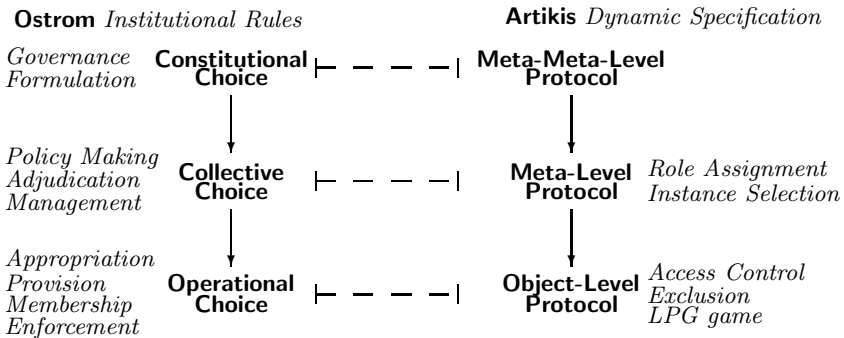 Ostrom Institutional Rules
Artikis Dynamic Specification
Governance
Formulation
Constitutional
Choice
Meta-Meta-Level
Protocol
Policy Making
Adjudication
Management
Collective
Choice
Meta-Level
Protocol
Role Assignment
Instance Selection
Appropriation
Provision
Membership
Enforcement
Operational
Choice
Object-Level
Protocol
Access Control
Exclusion
LPG game